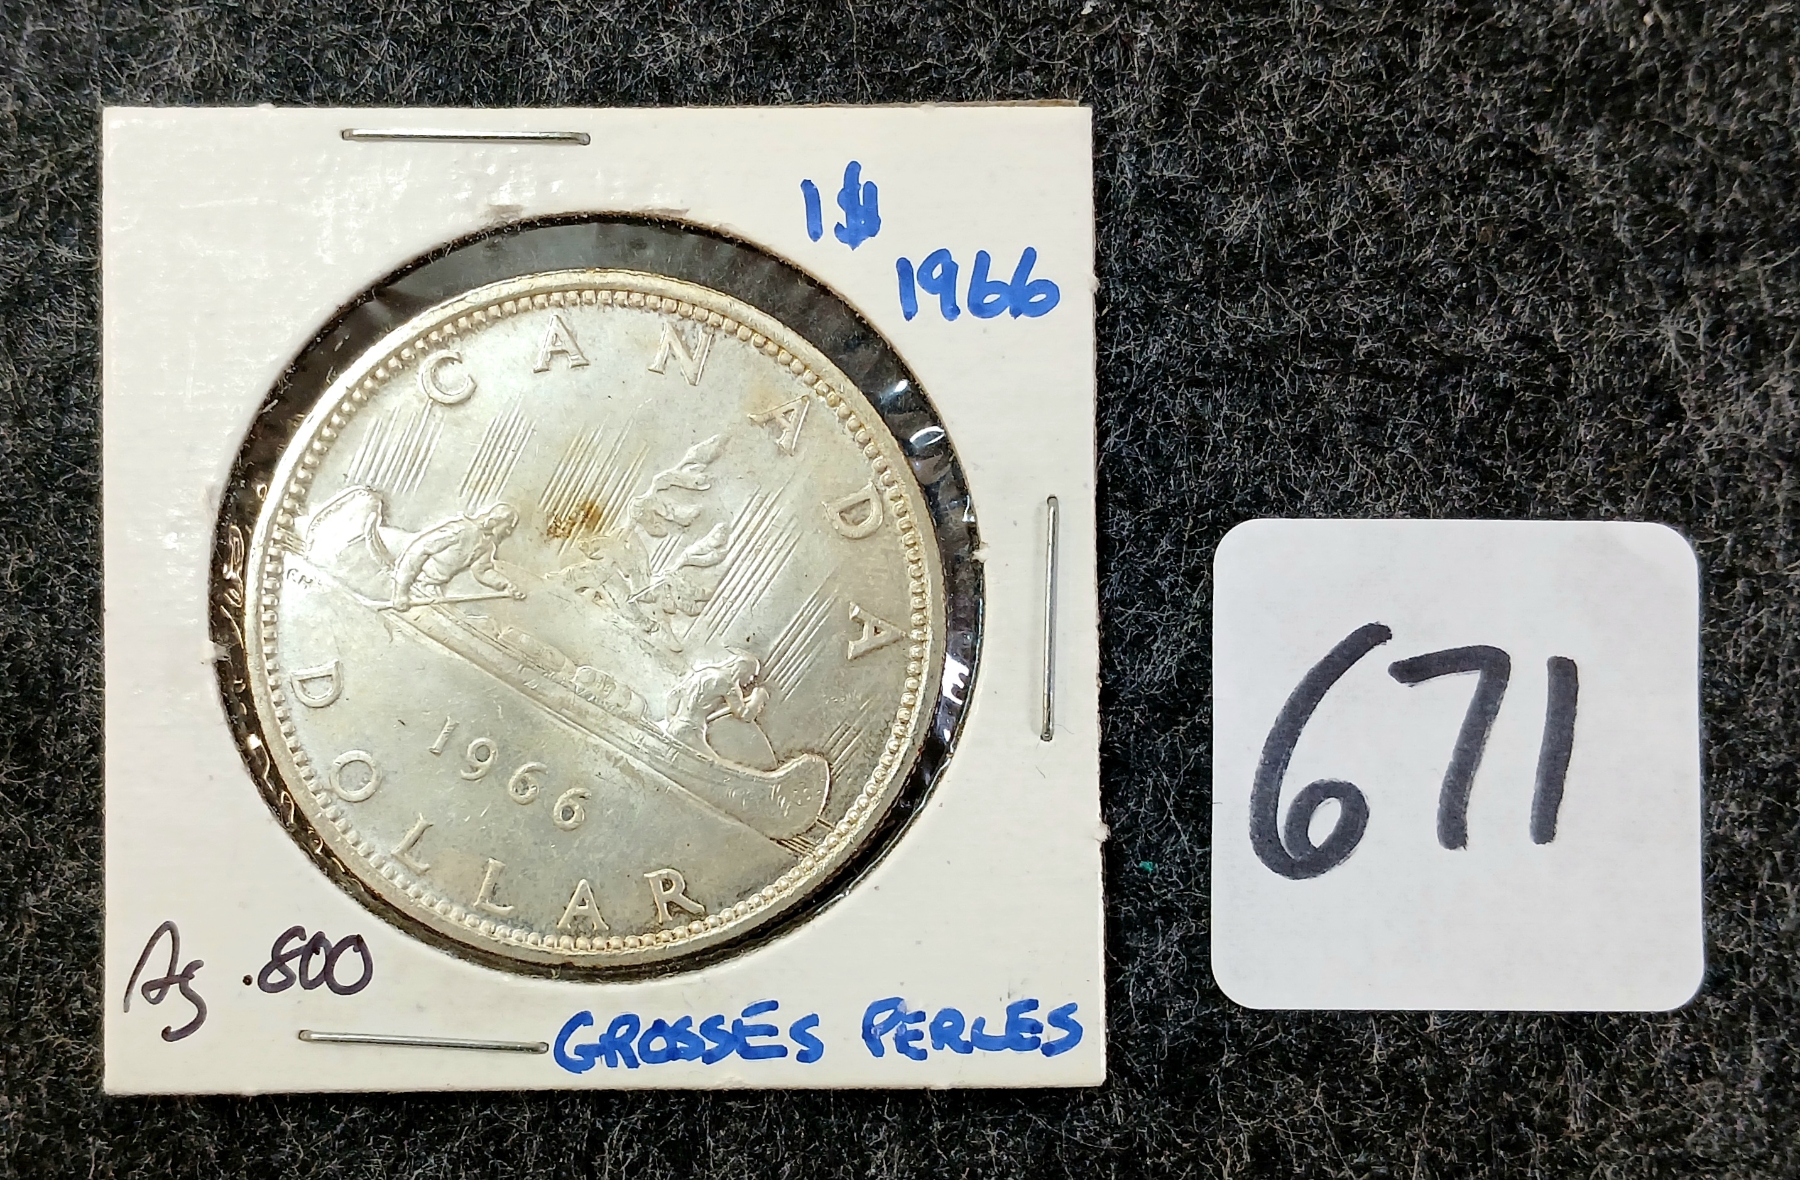 1$
1966
CANADA
1966
DOLLAR
Ag .800
GROSSES PERLES
671